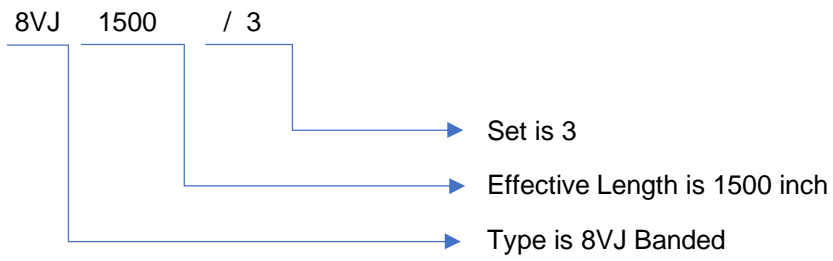 8VJ 1500 / 3
Set is 3
Effective Length is 1500 inch
Type is 8VJ Banded